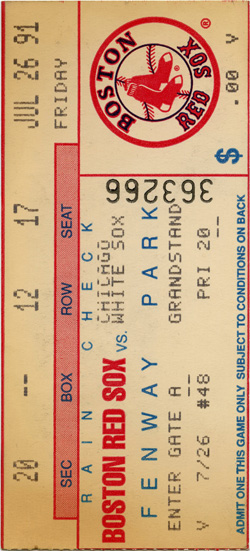 JUL 26 91
FRIDAY
20 -- 12 17
SEC BOX ROW SEAT
RAIN CHECK
CHICAGO
WHITE SOX
BOSTON RED SOX VS.
FENWAY PARK
ENTER GATE A GRANDSTAND
V 7/26 #48 PRI 20--
ADMIT ONE THIS GAME ONLY SUBJECT TO CONDITIONS ON BACK
363266
BOSTON
RED SOX
$ .00 V